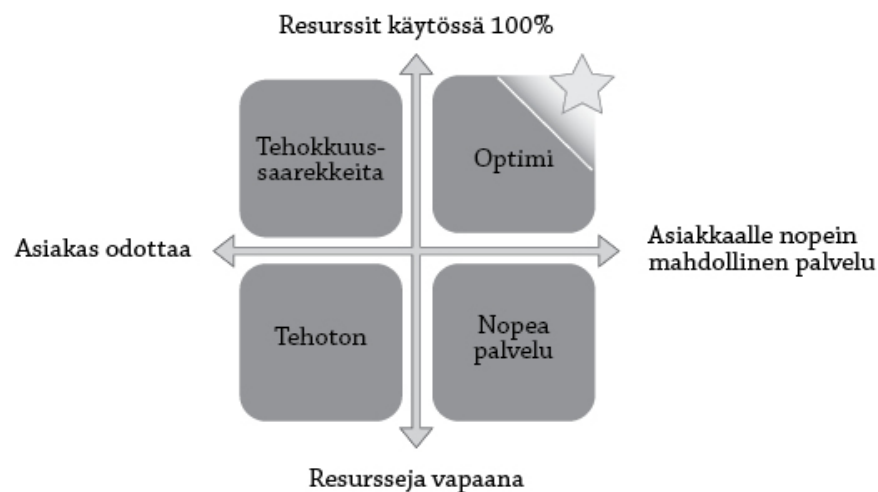 Resurssit käytössä 100%
Tehokkuus-
saarekkeita
Optimi
Asiakas odottaa
Asiakkaalle nopein
mahdollinen palvelu
Tehoton
Nopea
palvelu
Resursseja vapaana